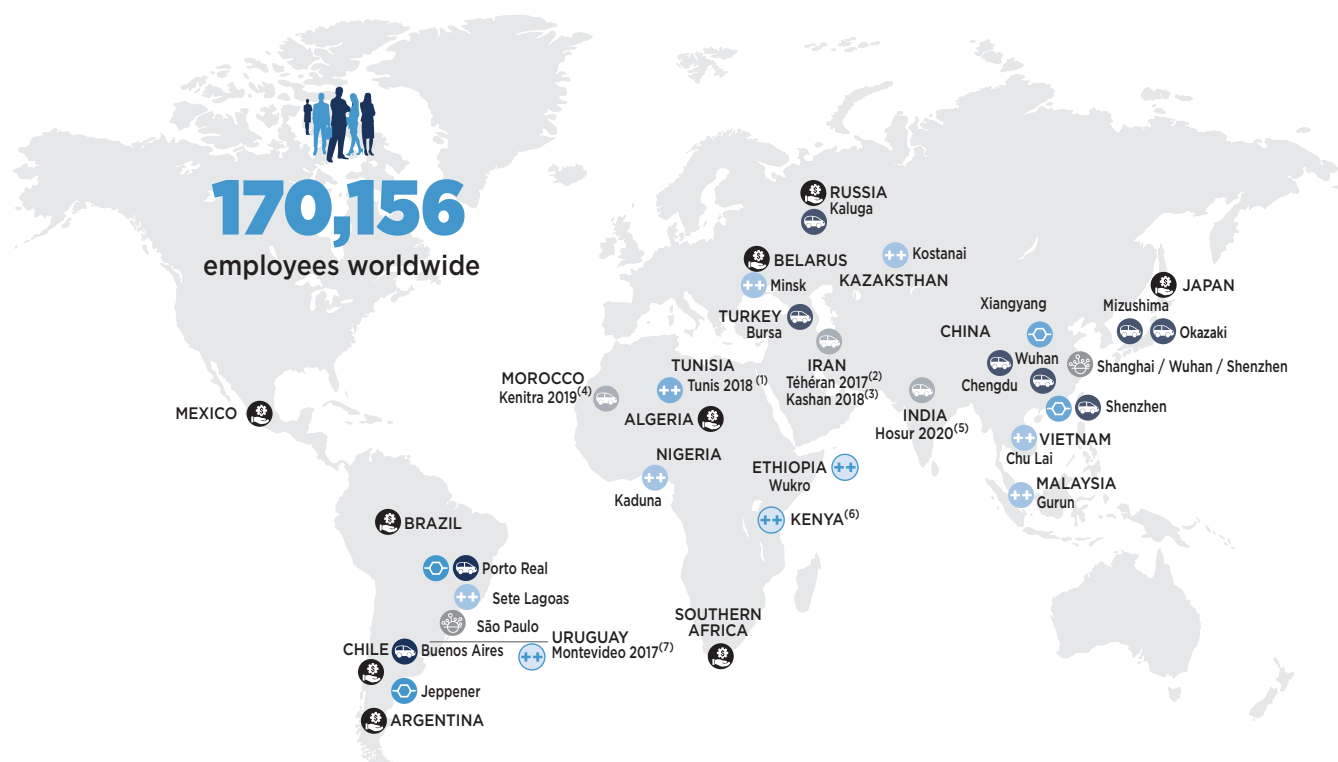 170,156
employees worldwide
RUSSIA
Kaluga
BELARUS
Minsk
Kostanai
KAZAKSTHAN
TURKEY
Bursa
IRAN
Téhéran 2017(2)
Kashan 2018(3)
JAPAN
Mizushima
Okazaki
Xiangyang
CHINA
Wuhan
Chengdu
Shanghai / Wuhan / Shenzhen
Shenzhen
INDIA
Hosur 2020(5)
VIETNAM
Chu Lai
MALAYSIA
Gurun
MOROCCO
Kenitra 2019(4)
TUNISIA
Tunis 2018 (1)
ALGERIA
NIGERIA
Kaduna
ETHIOPIA
Wukro
KENYA(6)
SOUTHERN
AFRICA
MEXICO
BRAZIL
Porto Real
Sete Lagoas
São Paulo
URUGUAY
Montevideo 2017(7)
CHILE
Buenos Aires
Jeppener
ARGENTINA